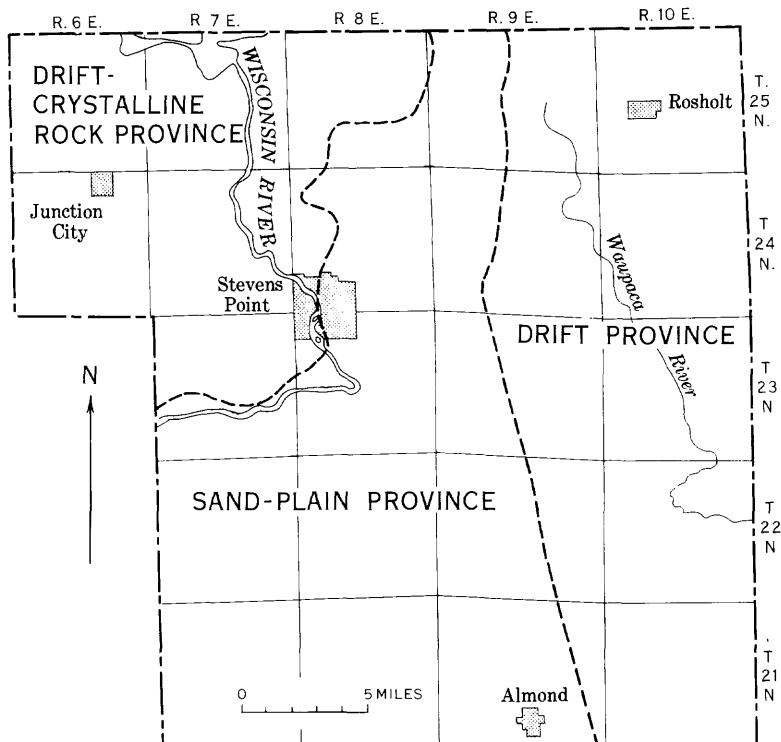 R. 6 E.
R 7 E.
R 8 E.
R. 9 E.
R. 10 E.
DRIFT-
CRYSTALLINE
ROCK PROVINCE
WISCONSIN RIVER
Rosholt
T.
25
N.
Junction
City
T
24
N.
Waupaca
River
Stevens
Point
DRIFT PROVINCE
N
T
23
N
SAND-PLAIN PROVINCE
T
22
N
T
21
N
0
5 MILES
Almond